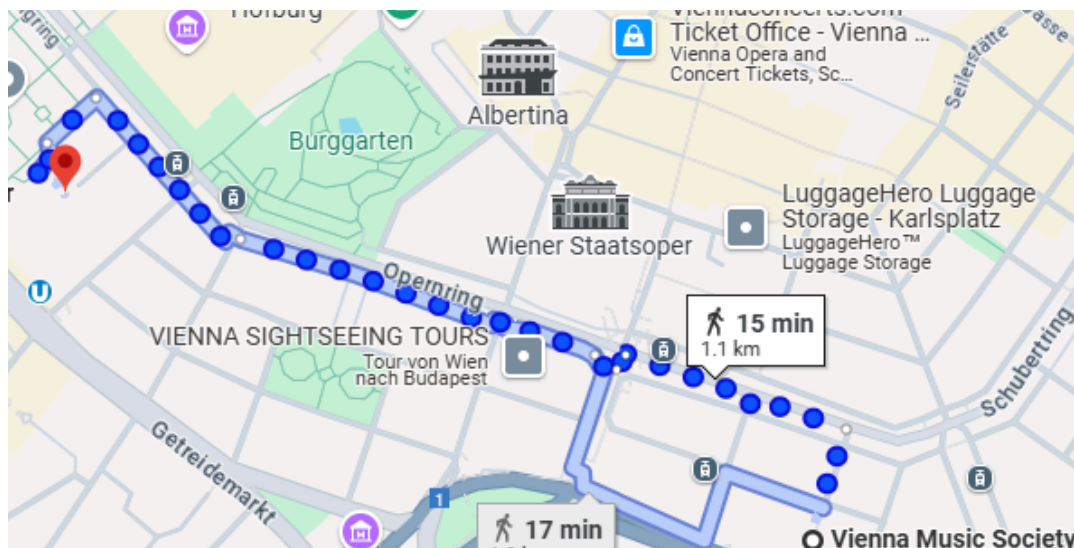 Hofburg
Viennaconcerts.com
Ticket Office - Vienna ...
Vienna Opera and
Concert Tickets, Sc...
Seilerstätte
Albertina
Burggarten
LuggageHero Luggage
Storage - Karlsplatz
LuggageHero™
Luggage Storage
Wiener Staatsoper
Opernring
VIENNA SIGHTSEEING TOURS
Tour von Wien
nach Budapest
15 min
1.1 km
Schubertring
Getreidemarkt
U
1
17 min
Vienna Music Society